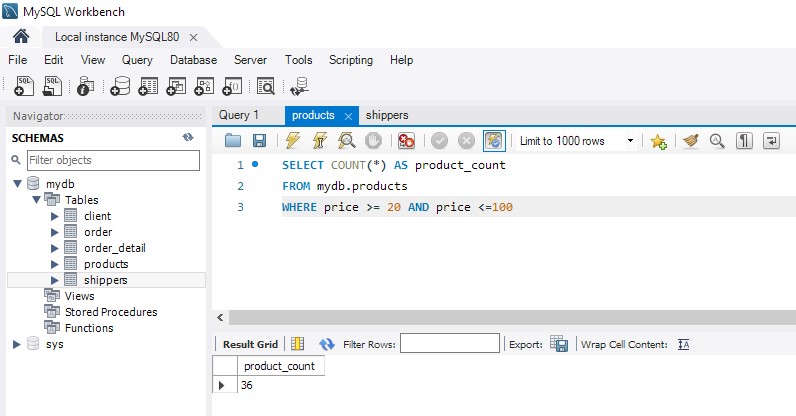 MySQL Workbench
Local instance MySQL80 ×
File Edit View Query Database Server Tools Scripting Help
Navigator
SCHEMAS
Filter objects
mydb
Tables
client
order
order_detail
products
shippers
Views
Stored Procedures
Functions
sys
Query 1 products × shippers
Limit to 1000 rows
1 SELECT COUNT(*) AS product_count
2 FROM mydb.products
3 WHERE price >= 20 AND price <=100
Result Grid Filter Rows: Export: Wrap Cell Content: IA
product_count
36